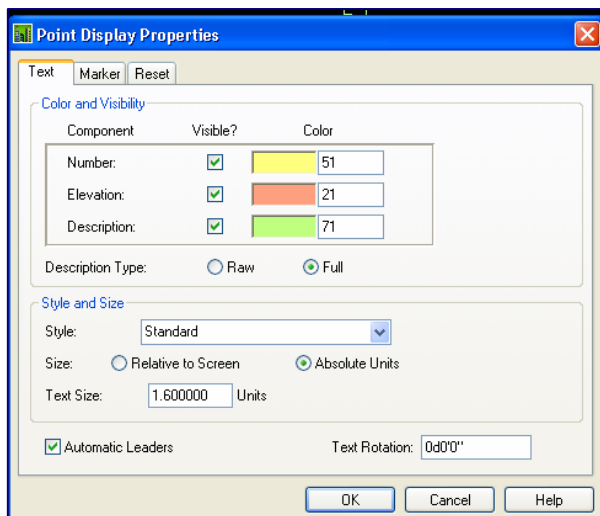 Point Display Properties
Text Marker Reset
Color and Visibility
Component Visible? Color
Number: 51
Elevation: 21
Description: 71
Description Type: Raw Full
Style and Size
Style: Standard
Size: Relative to Screen Absolute Units
Text Size: 1.600000 Units
Automatic Leaders Text Rotation: 0d0'0"
OK Cancel Help